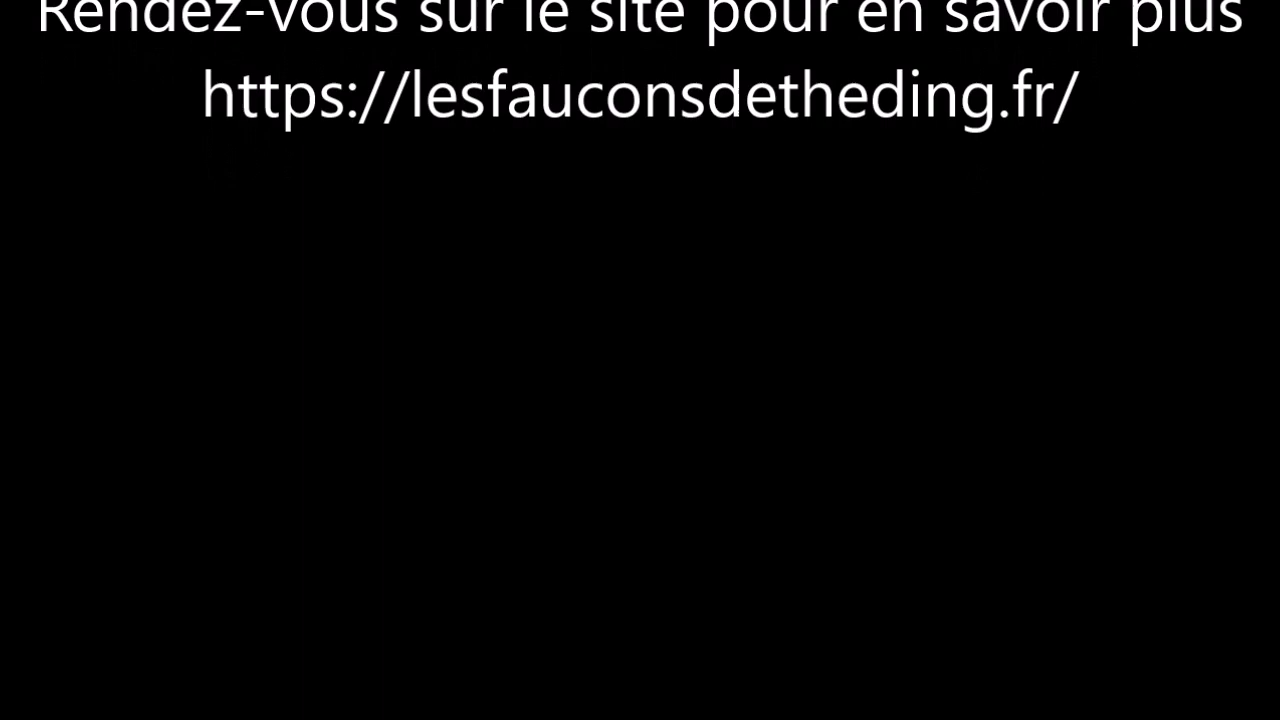 Rendez-vous sur le site pour en savoir plus
https://lesfauconsdetheding.fr/